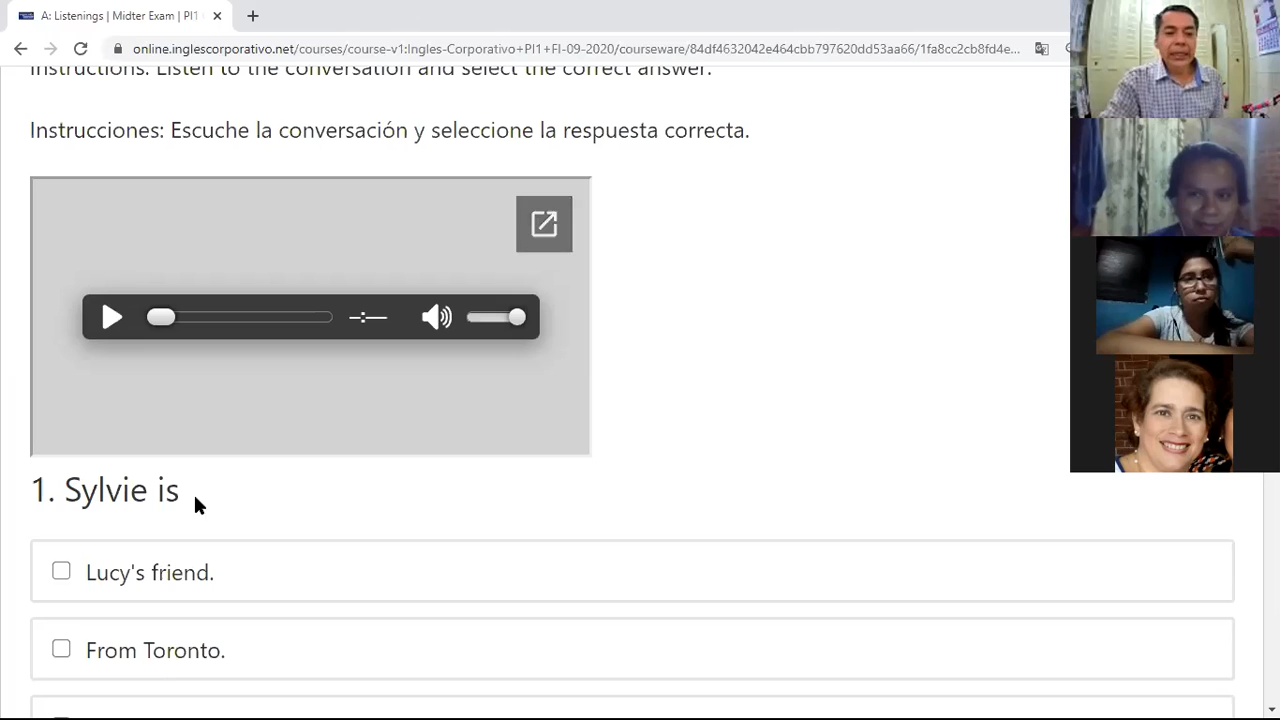 A: Listenings | Midter Exam | PI1
online.inglescorporativo.net/courses/course-v1:Ingles-Corporativo+PI1+FI-09-2020/courseware/84df4632042e464cbb797620dd53aa66/1fa8cc2cb8fd4e...
Instructions: Listen to the conversation and select the correct answer.
Instrucciones: Escuche la conversación y seleccione la respuesta correcta.
1. Sylvie is
Lucy's friend.
From Toronto.